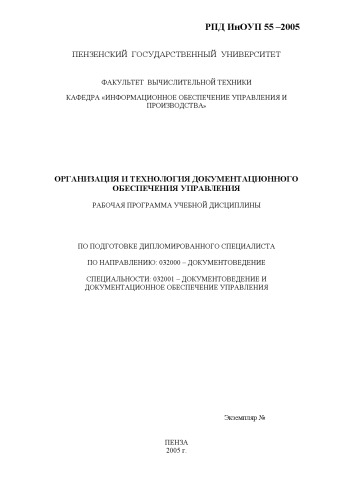 РПД ИнОУП 55 –2005
ПЕНЗЕНСКИЙ ГОСУДАРСТВЕННЫЙ УНИВЕРСИТЕТ
ФАКУЛЬТЕТ ВЫЧИСЛИТЕЛЬНОЙ ТЕХНИКИ
КАФЕДРА «ИНФОРМАЦИОННОЕ ОБЕСПЕЧЕНИЕ УПРАВЛЕНИЯ И
ПРОИЗВОДСТВА»
ОРГАНИЗАЦИЯ И ТЕХНОЛОГИЯ ДОКУМЕНТАЦИОННОГО
ОБЕСПЕЧЕНИЯ УПРАВЛЕНИЯ
РАБОЧАЯ ПРОГРАММА УЧЕБНОЙ ДИСЦИПЛИНЫ
ПО ПОДГОТОВКЕ ДИПЛОМИРОВАННОГО СПЕЦИАЛИСТА
ПО НАПРАВЛЕНИЮ: 032000 – ДОКУМЕНТОВЕДЕНИЕ
СПЕЦИАЛЬНОСТИ: 032001 – ДОКУМЕНТОВЕДЕНИЕ И
ДОКУМЕНТАЦИОННОЕ ОБЕСПЕЧЕНИЕ УПРАВЛЕНИЯ
Экземпляр №
ПЕНЗА
2005 г.